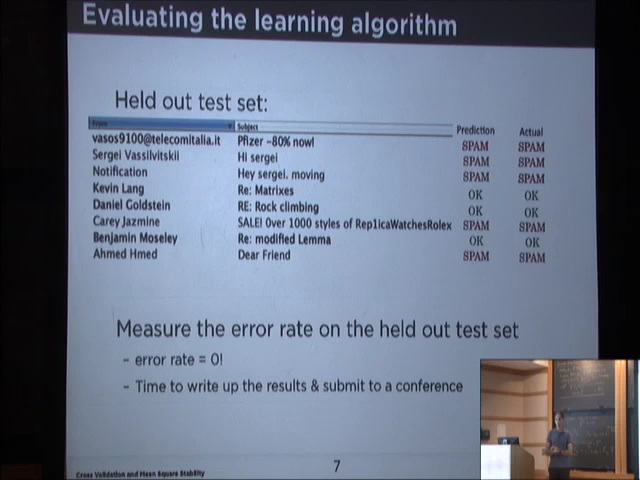 Evaluating the learning algorithm
Held out test set:
From Subject Prediction Actual
vasos9100@telecomitalia.it Pfizer -80% now! SPAM SPAM
Sergei Vassilvitskii Hi sergei SPAM SPAM
Notification Hey sergei. moving SPAM SPAM
Kevin Lang Re: Matrixes OK OK
Daniel Goldstein RE: Rock climbing OK OK
Carey Jazmine SALE! Over 1000 styles of Rep1icaWatchesRolex SPAM SPAM
Benjamin Moseley Re: modified Lemma OK OK
Ahmed Hmed Dear Friend SPAM SPAM
Measure the error rate on the held out test set
– error rate = 0!
– Time to write up the results & submit to a conference
Cross Validation and Mean Square Stability
7